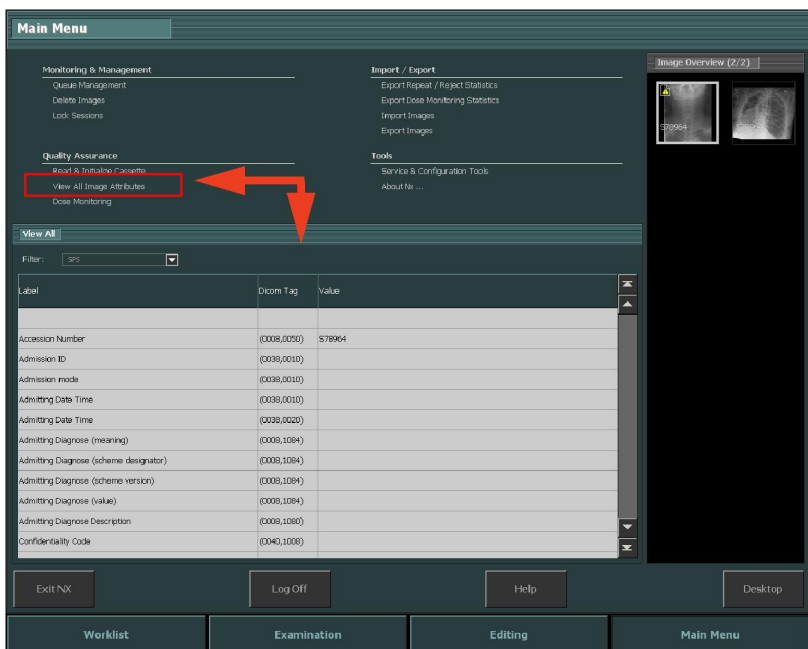 Main Menu
Monitoring & Management
Queue Management
Delete Images
Lock Sessions
Import / Export
Export Repeat / Reject Statistics
Export Dose Monitoring Statistics
Import Images
Export Images
Quality Assurance
Read & Initialize Cassette
View All Image Attributes
Dose Monitoring
Tools
Service & Configuration Tools
About Nx ...
Image Overview (2/2)
S78964
View All
Filter: SPS
Label Dicom Tag Value
Accession Number (0008,0050) S78964
Admission ID (0038,0010)
Admission mode (0038,0010)
Admitting Date Time (0038,0010)
Admitting Date Time (0038,0020)
Admitting Diagnose (meaning) (0008,1084)
Admitting Diagnose (scheme designator) (0008,1084)
Admitting Diagnose (scheme version) (0008,1084)
Admitting Diagnose (value) (0008,1084)
Admitting Diagnose Description (0008,1080)
Confidentiality Code (0040,1008)
Exit NX
Log Off
Help
Desktop
Worklist
Examination
Editing
Main Menu